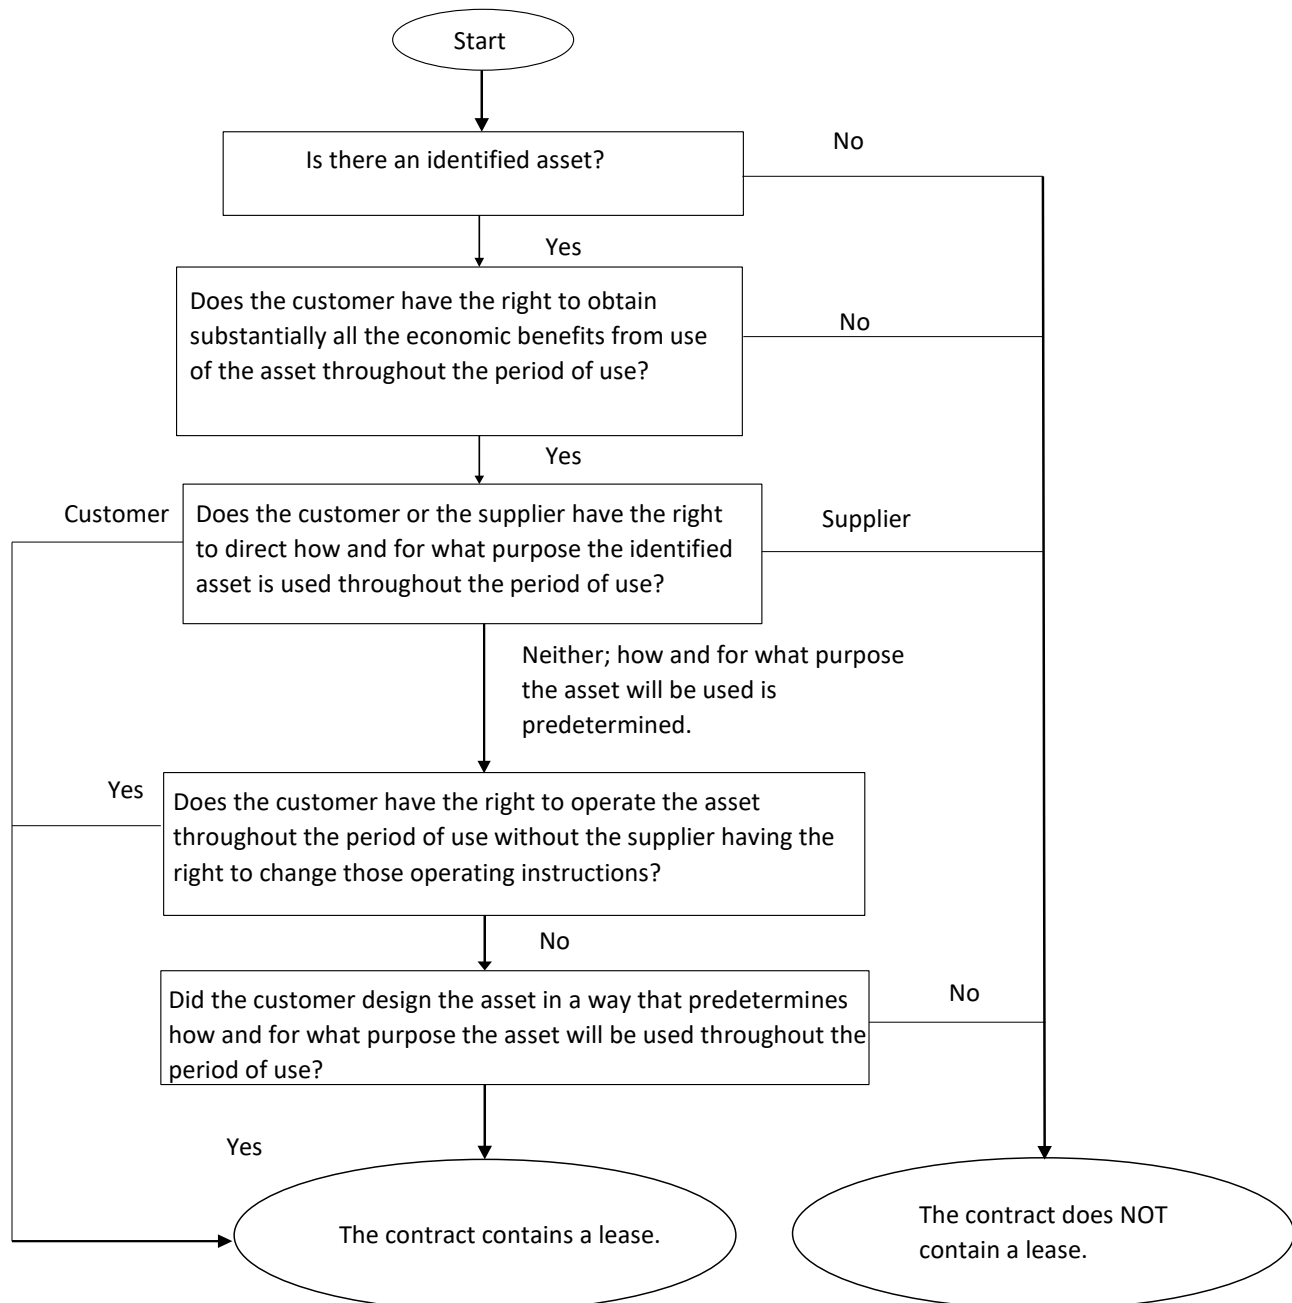 Start
No
Is there an identified asset?
Yes
Does the customer have the right to obtain
substantially all the economic benefits from use
of the asset throughout the period of use?
No
Yes
Customer
Does the customer or the supplier have the right
to direct how and for what purpose the identified
asset is used throughout the period of use?
Supplier
Neither; how and for what purpose
the asset will be used is
predetermined.
Yes
Does the customer have the right to operate the asset
throughout the period of use without the supplier having the
right to change those operating instructions?
No
Did the customer design the asset in a way that predetermines
how and for what purpose the asset will be used throughout the
period of use?
No
Yes
The contract contains a lease.
The contract does NOT
contain a lease.